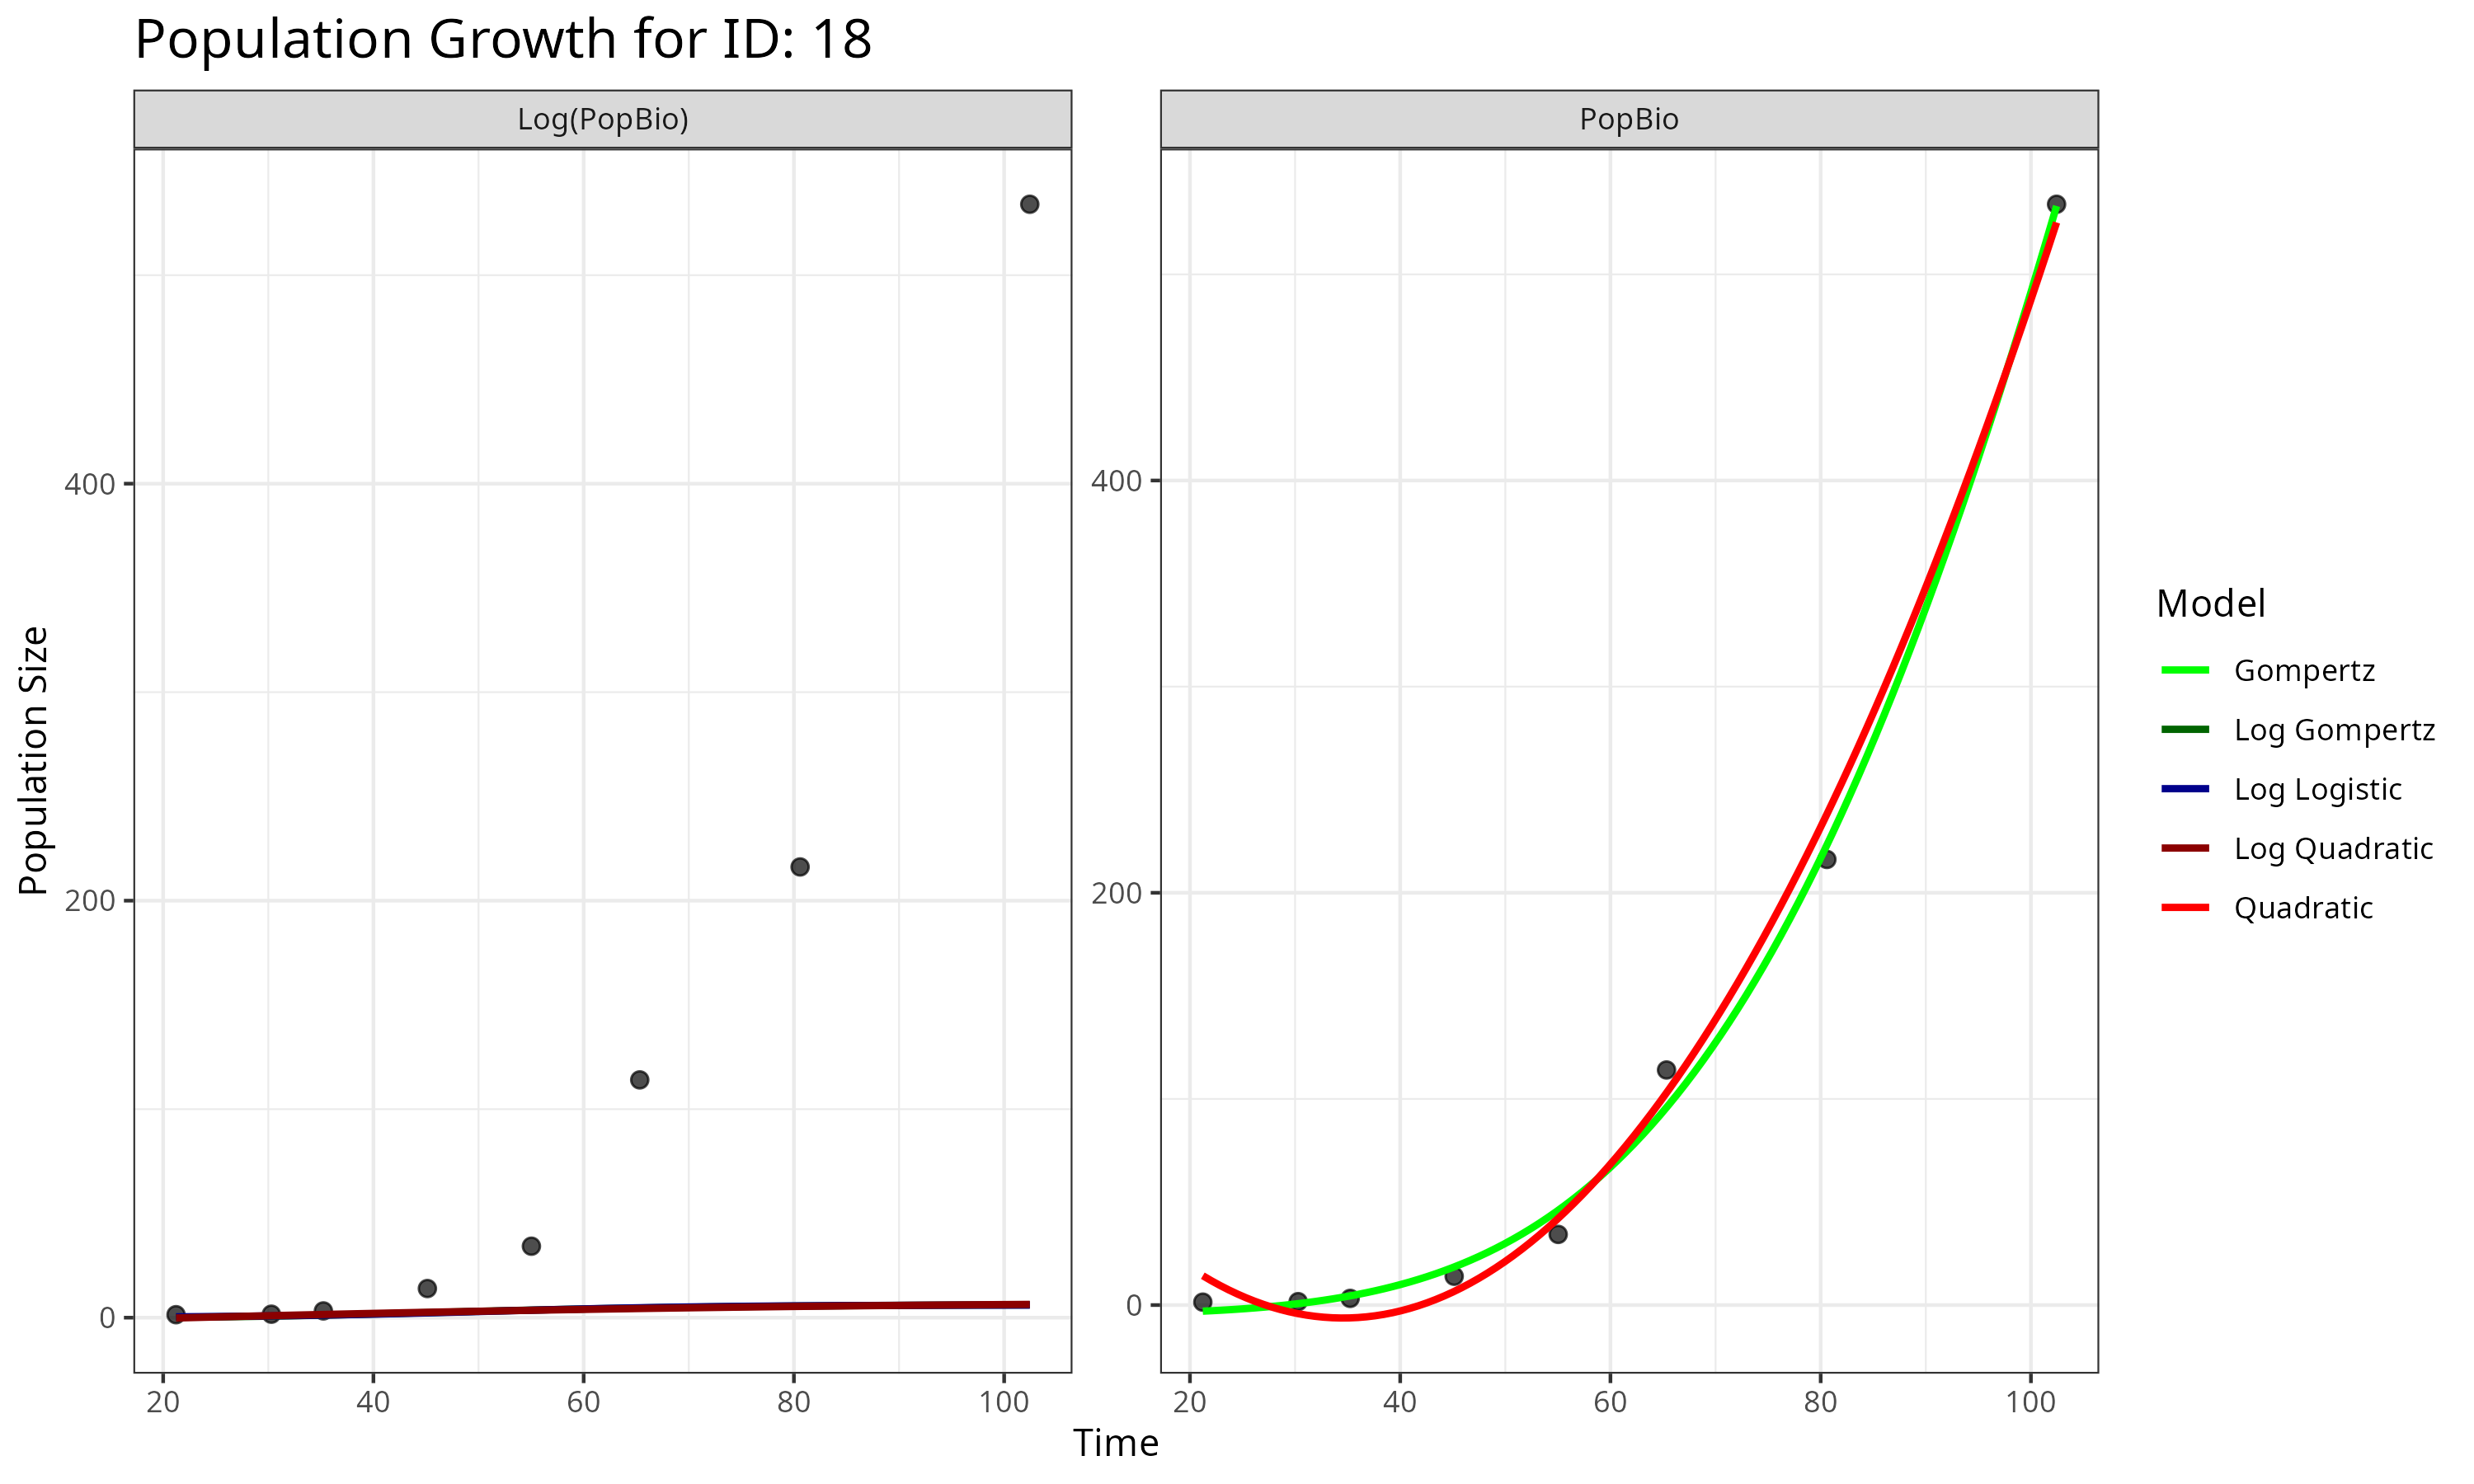 Population Growth for ID: 18
Log(PopBio)
PopBio
Population Size
400
200
0
400
200
0
20 40 60 80 100
20 40 60 80 100
Time
Model
Gompertz
Log Gompertz
Log Logistic
Log Quadratic
Quadratic